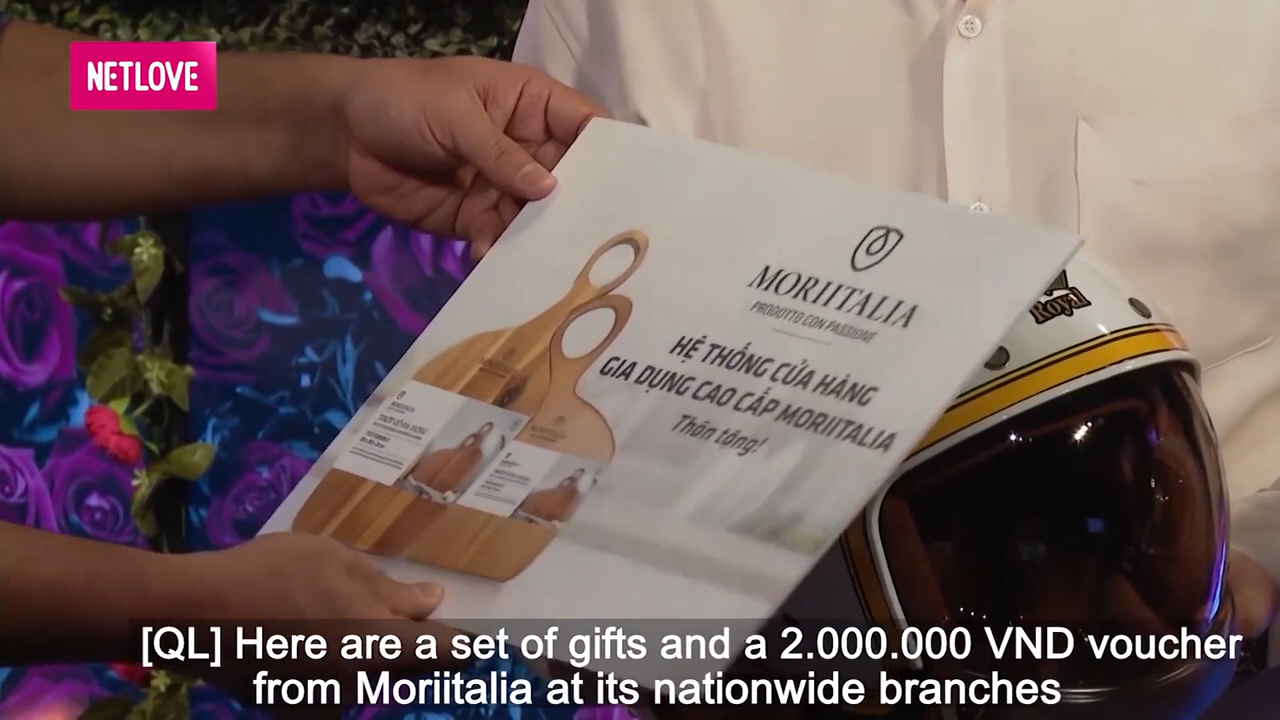 NETLOVE
MORIITALIA
PRODOTTO CON PASSIONE
HỆ THỐNG CỬA HÀNG
GIA DỤNG CAO CẤP MORIITALIA
Thân tặng!
Royal
[QL] Here are a set of gifts and a 2.000.000 VND voucher
from Moriitalia at its nationwide branches